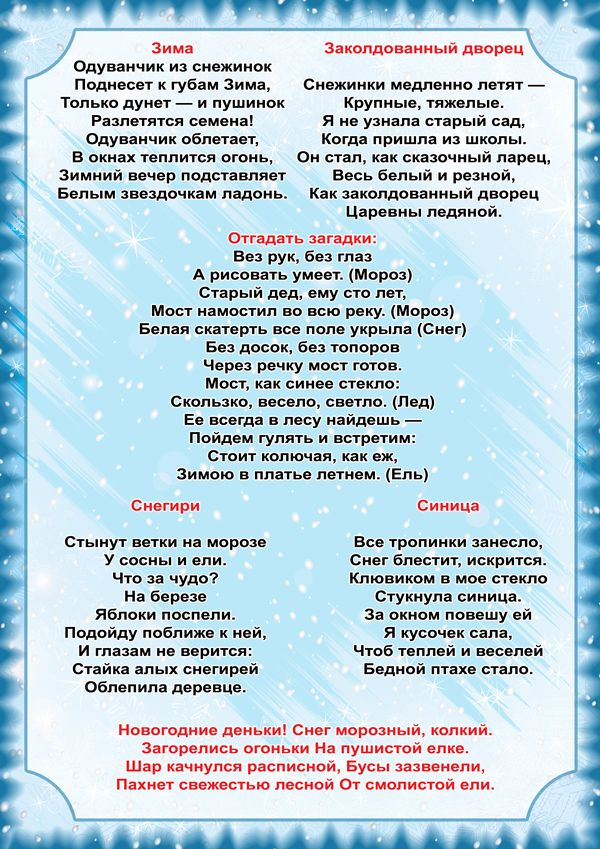 Зима
Одуванчик из снежинок
Поднесет к губам Зима,
Только дунет — и пушинок
Разлетятся семена!
Одуванчик облетает,
В окнах теплится огонь,
Зимний вечер подставляет
Белым звездочкам ладонь.
Заколдованный дворец
Снежинки медленно летят —
Крупные, тяжелые.
Я не узнала старый сад,
Когда пришла из школы.
Он стал, как сказочный ларец,
Весь белый и резной,
Как заколдованный дворец
Царевны ледяной.
Отгадать загадки:
Вез рук, без глаз
А рисовать умеет. (Мороз)
Старый дед, ему сто лет,
Мост намостил во всю реку. (Мороз)
Белая скатерть все поле укрыла (Снег)
Без досок, без топоров
Через речку мост готов.
Мост, как синее стекло:
Скользко, весело, светло. (Лед)
Ее всегда в лесу найдешь —
Пойдем гулять и встретим:
Стоит колючая, как еж,
Зимою в платье летнем. (Ель)
Снегири
Стынут ветки на морозе
У сосны и ели.
Что за чудо?
На березе
Яблоки поспели.
Подойду поближе к ней,
И глазам не верится:
Стайка алых снегирей
Облепила деревце.
Синица
Все тропинки занесло,
Снег блестит, искрится.
Клювиком в мое стекло
Стукнула синица.
За окном повешу ей
Я кусочек сала,
Чтоб теплей и веселей
Бедной птахе стало.
Новогодние деньки! Снег морозный, колкий.
Загорелись огоньки На пушистой елке.
Шар качнулся расписной, Бусы зазвенели,
Пахнет свежестью лесной От смолистой ели.